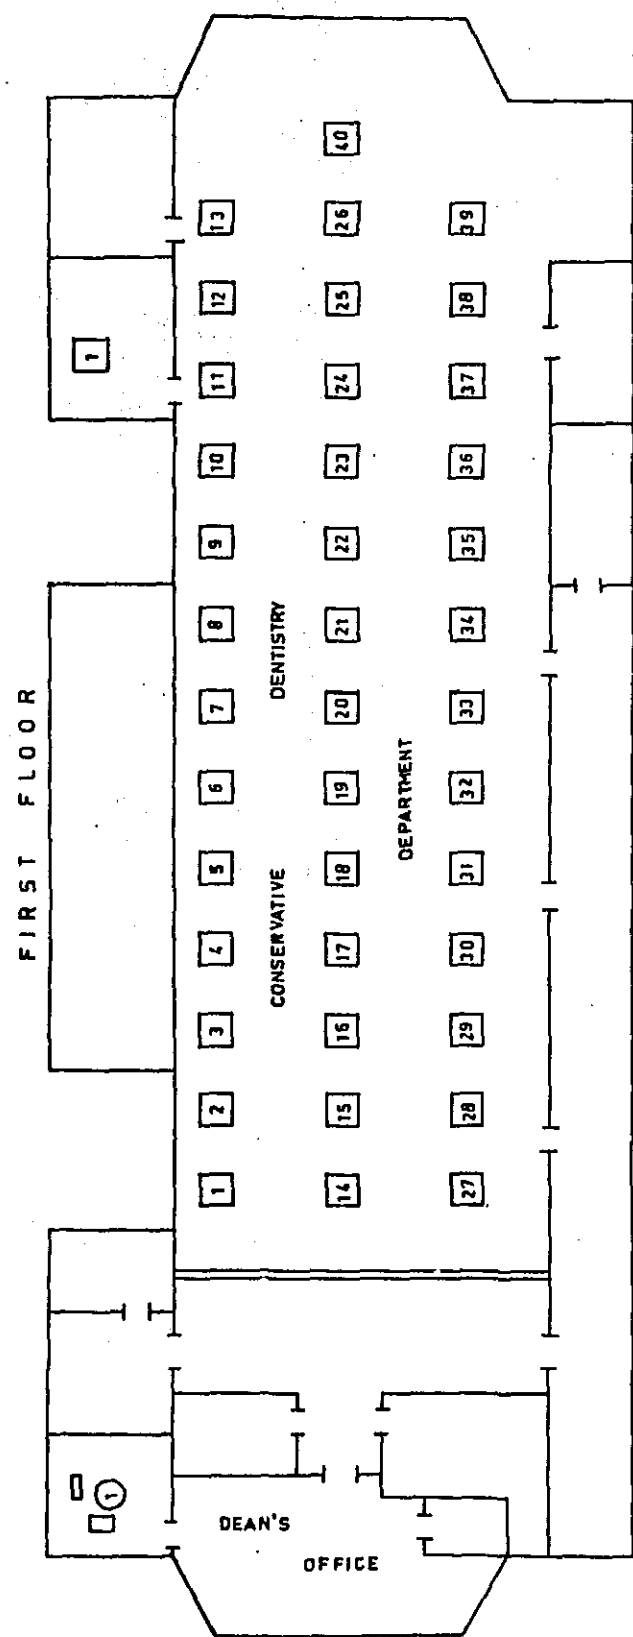 FIRST FLOOR
1
1
1 2 3 4 5 6 7 8 9 10 11 12 13
DEAN'S
OFFICE
CONSERVATIVE DENTISTRY
14 15 16 17 18 19 20 21 22 23 24 25 26 40
DEPARTMENT
27 28 29 30 31 32 33 34 35 36 37 38 39